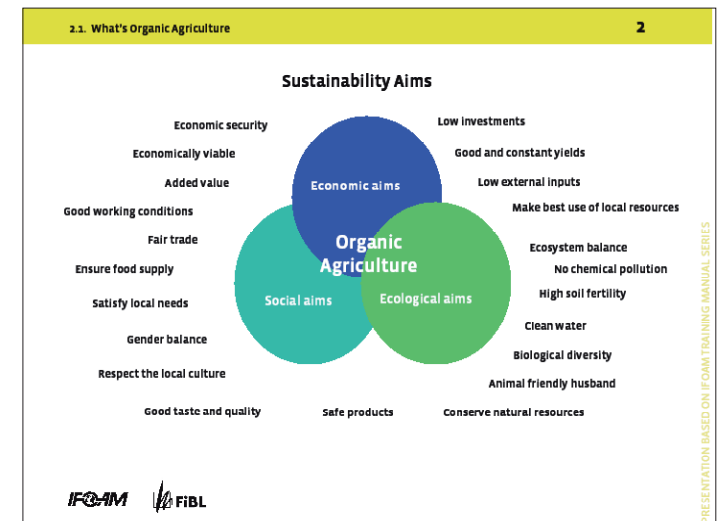 2.1. What's Organic Agriculture
2
Sustainability Aims
Economic security
Economically viable
Added value
Good working conditions
Fair trade
Ensure food supply
Satisfy local needs
Gender balance
Respect the local culture
Good taste and quality
Safe products
Conserve natural resources
Low investments
Good and constant yields
Low external inputs
Make best use of local resources
Ecosystem balance
No chemical pollution
High soil fertility
Clean water
Biological diversity
Animal friendly husband
Economic aims
Organic
Agriculture
Social aims
Ecological aims
IFOAM
FiBL
PRESENTATION BASED ON IFOAM TRAINING MANUAL SERIES